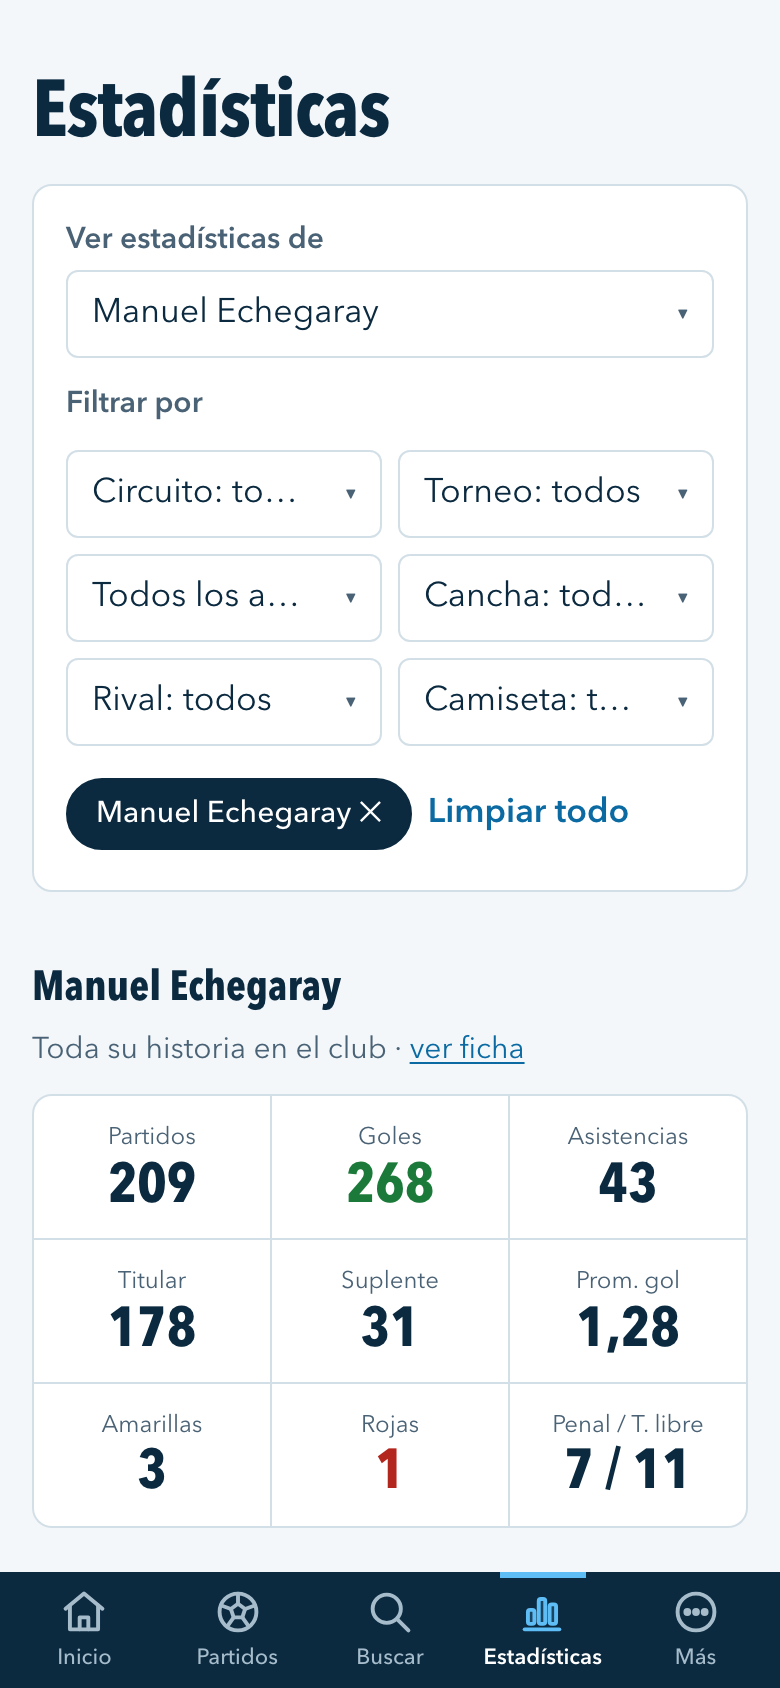 Estadísticas
Ver estadísticas de
Manuel Echegaray ▾
Filtrar por
Circuito: to... ▾
Torneo: todos ▾
Todos los a... ▾
Cancha: tod... ▾
Rival: todos ▾
Camiseta: t... ▾
Manuel Echegaray ✕
Limpiar todo
Manuel Echegaray
Toda su historia en el club · ver ficha
Partidos
209
Goles
268
Asistencias
43
Titular
178
Suplente
31
Prom. gol
1,28
Amarillas
3
Rojas
1
Penal / T. libre
7 / 11
Inicio
Partidos
Buscar
Estadísticas
Más